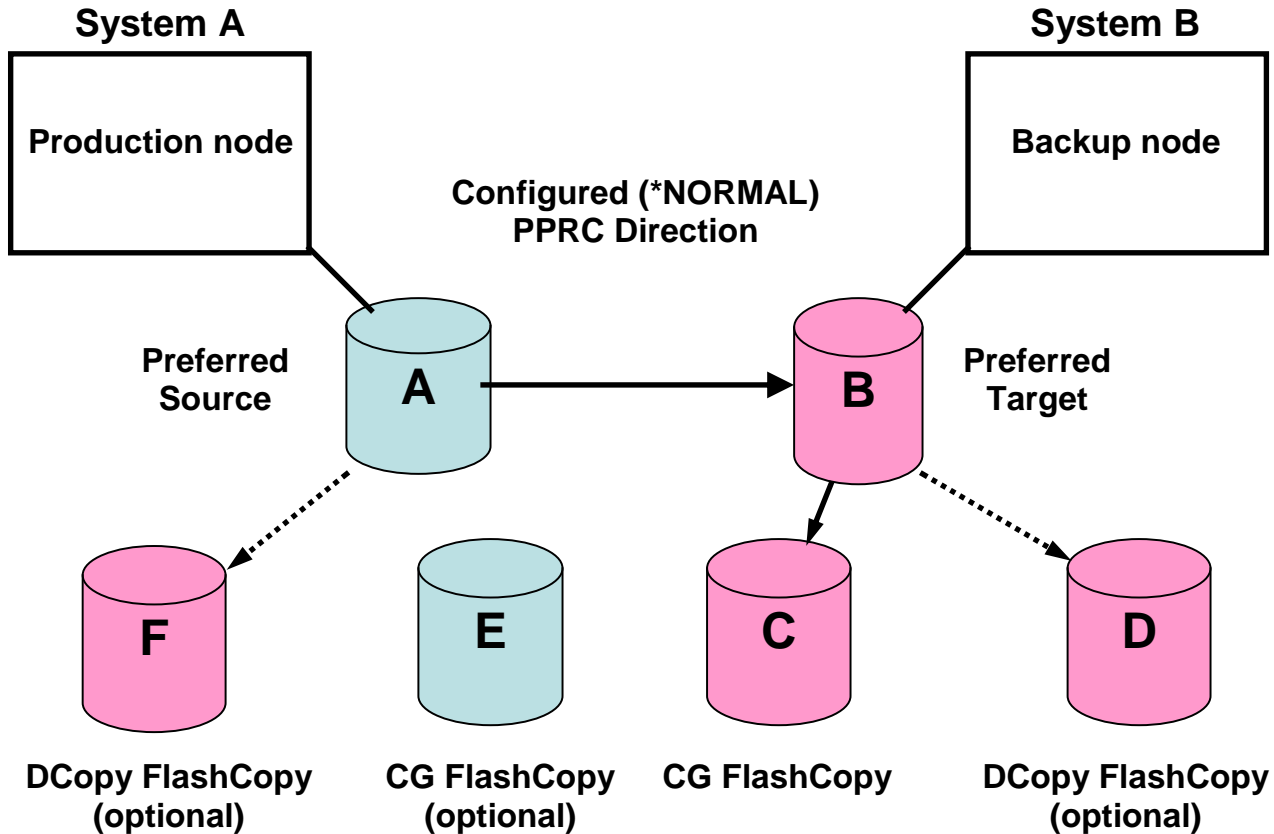 System A
System B
Production node
Backup node
Configured (*NORMAL)
PPRC Direction
Preferred
Source
A
B
Preferred
Target
F
E
C
D
DCopy FlashCopy
(optional)
CG FlashCopy
(optional)
CG FlashCopy
DCopy FlashCopy
(optional)